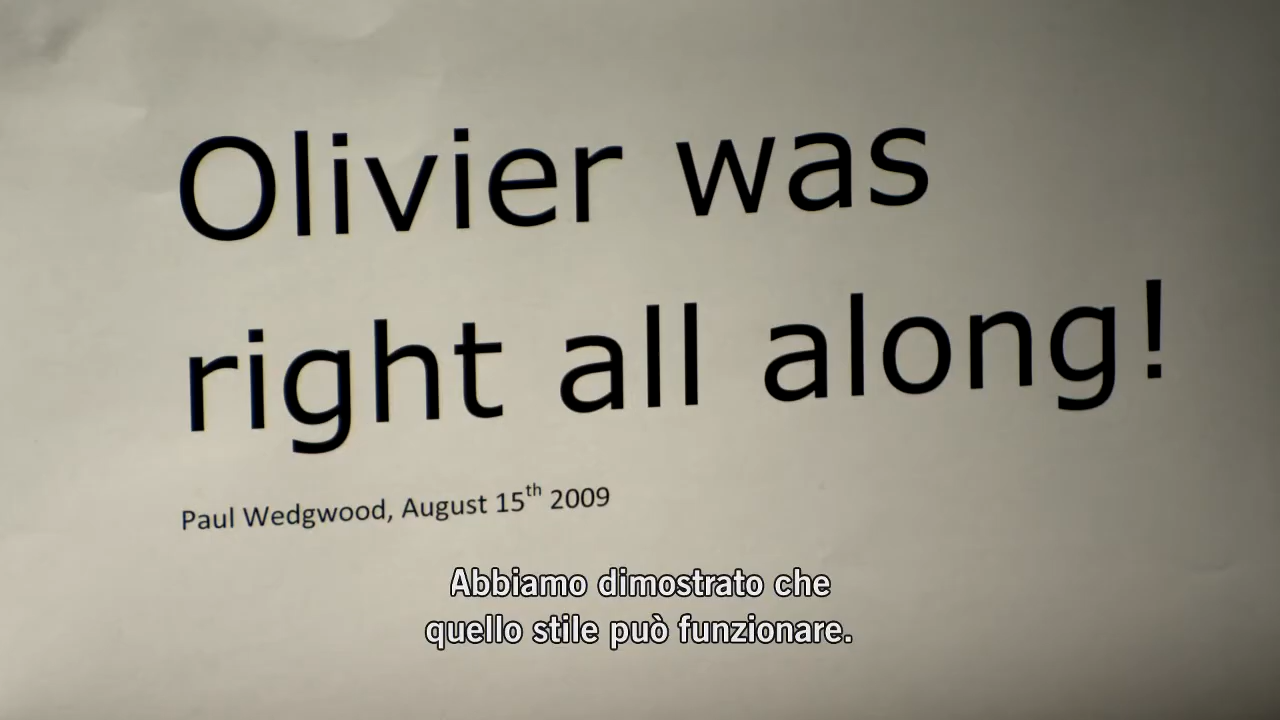 Olivier was
right all along!
Paul Wedgwood, August 15th 2009
Abbiamo dimostrato che
quello stile può funzionare.